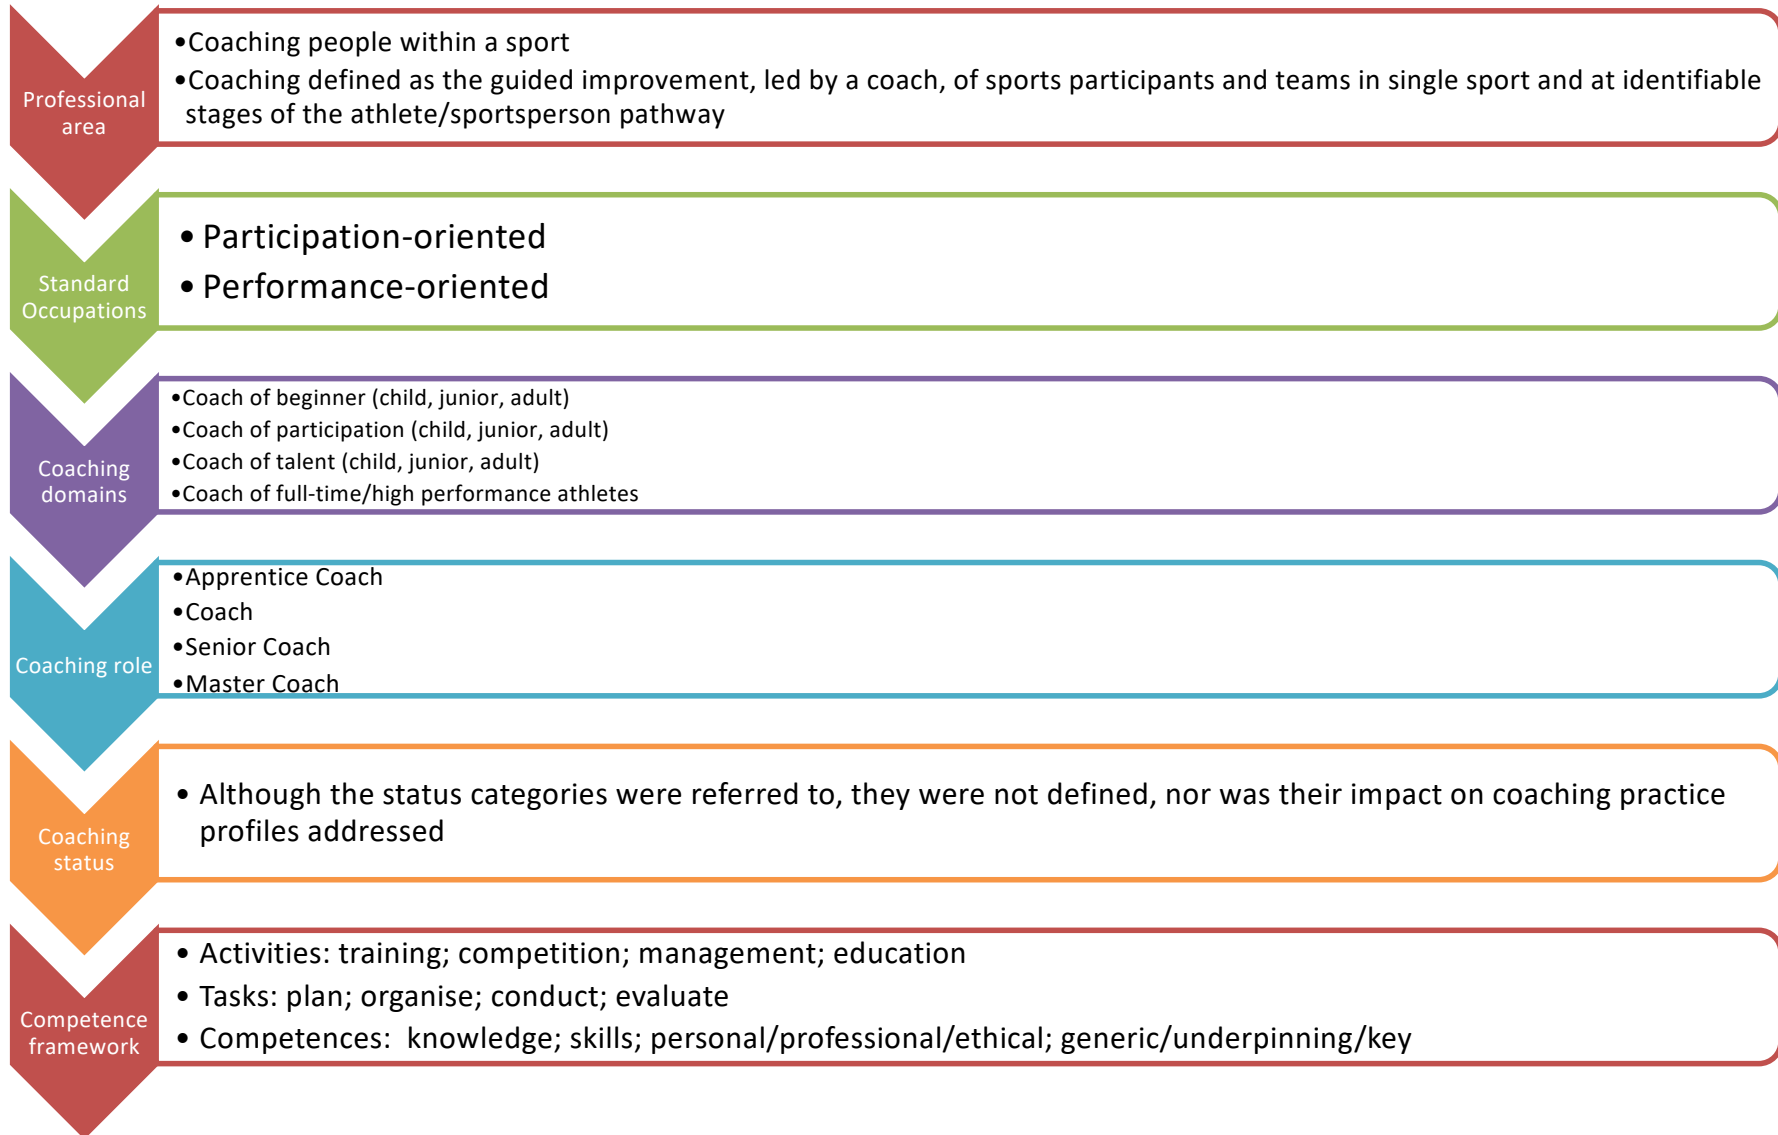 Professional
area
•Coaching people within a sport
•Coaching defined as the guided improvement, led by a coach, of sports participants and teams in single sport and at identifiable
stages of the athlete/sportsperson pathway
Standard
Occupations
• Participation-oriented
• Performance-oriented
Coaching
domains
•Coach of beginner (child, junior, adult)
•Coach of participation (child, junior, adult)
•Coach of talent (child, junior, adult)
•Coach of full-time/high performance athletes
Coaching role
•Apprentice Coach
•Coach
•Senior Coach
•Master Coach
Coaching
status
• Although the status categories were referred to, they were not defined, nor was their impact on coaching practice
profiles addressed
Competence
framework
• Activities: training; competition; management; education
• Tasks: plan; organise; conduct; evaluate
• Competences:  knowledge; skills; personal/professional/ethical; generic/underpinning/key